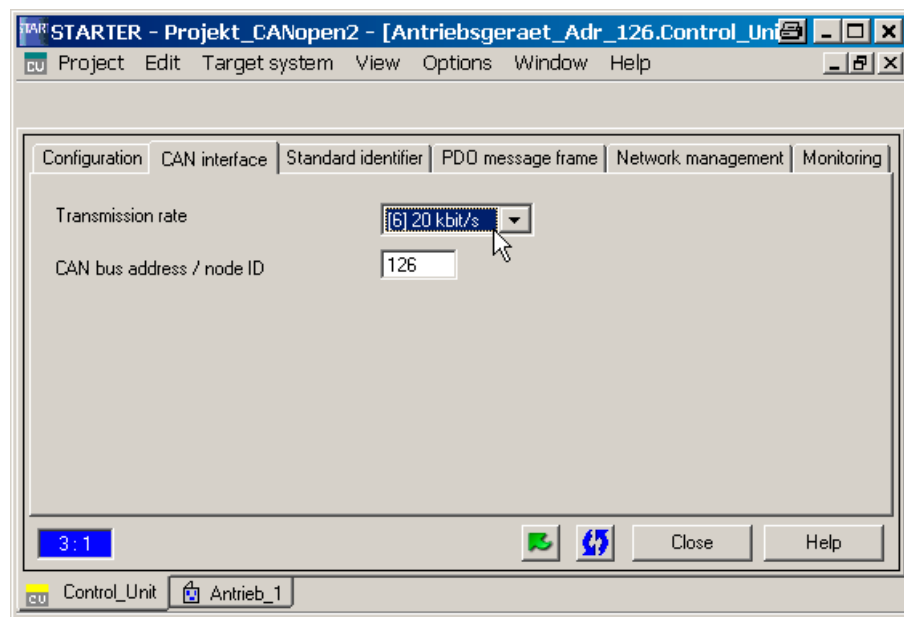 STARTER - Projekt_CANopen2 - [Antriebsgeraet_Adr_126.Control_Uni
CU Project Edit Target system View Options Window Help
Configuration CAN interface Standard identifier PDO message frame Network management Monitoring
Transmission rate [6] 20 kbit/s
CAN bus address / node ID 126
3:1 Close Help
CU Control_Unit Antrieb_1